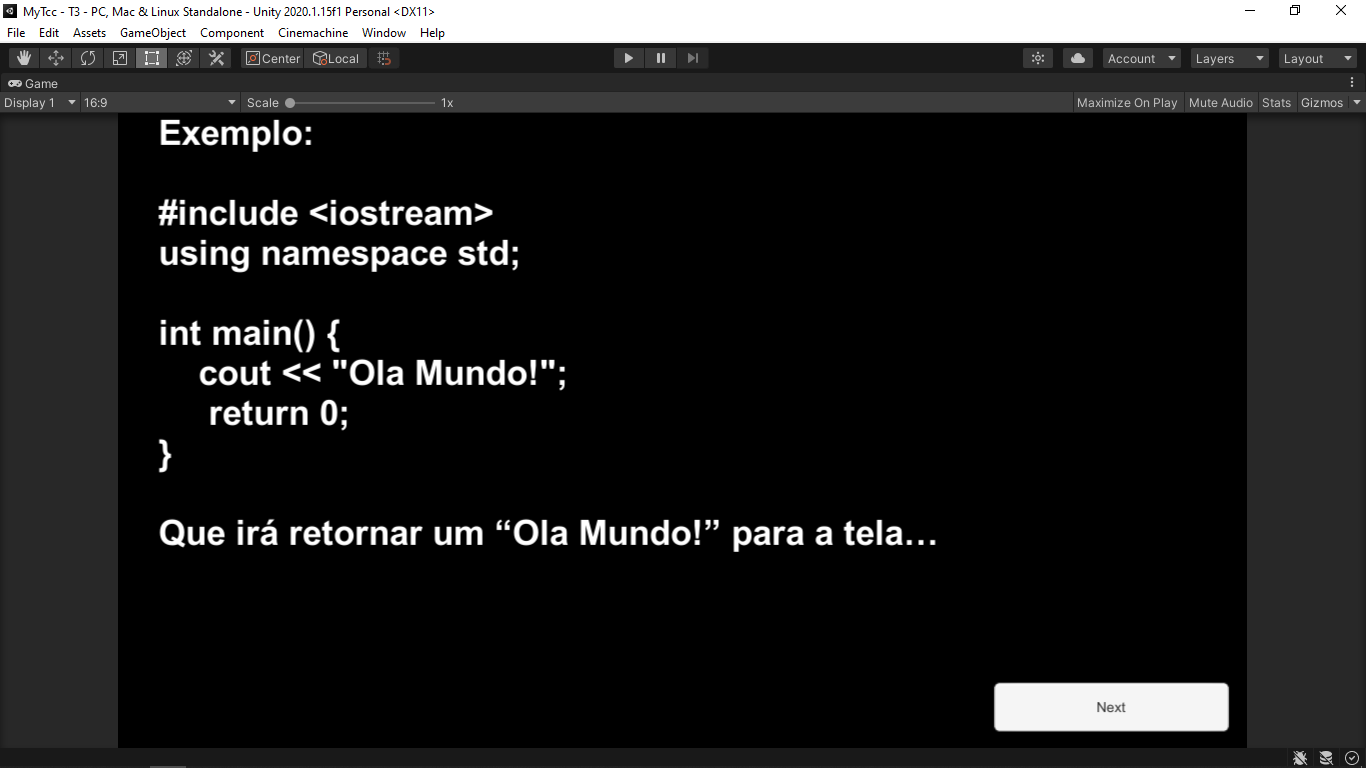 MyTcc - T3 - PC, Mac & Linux Standalone - Unity 2020.1.15f1 Personal <DX11>
File Edit Assets GameObject Component Cinemachine Window Help
Center Local Account Layers Layout
Game
Display 1 16:9 Scale 1x Maximize On Play Mute Audio Stats Gizmos
Exemplo:
#include <iostream>
using namespace std;
int main() {
cout << "Ola Mundo!";
return 0;
}
Que irá retornar um “Ola Mundo!” para a tela…
Next